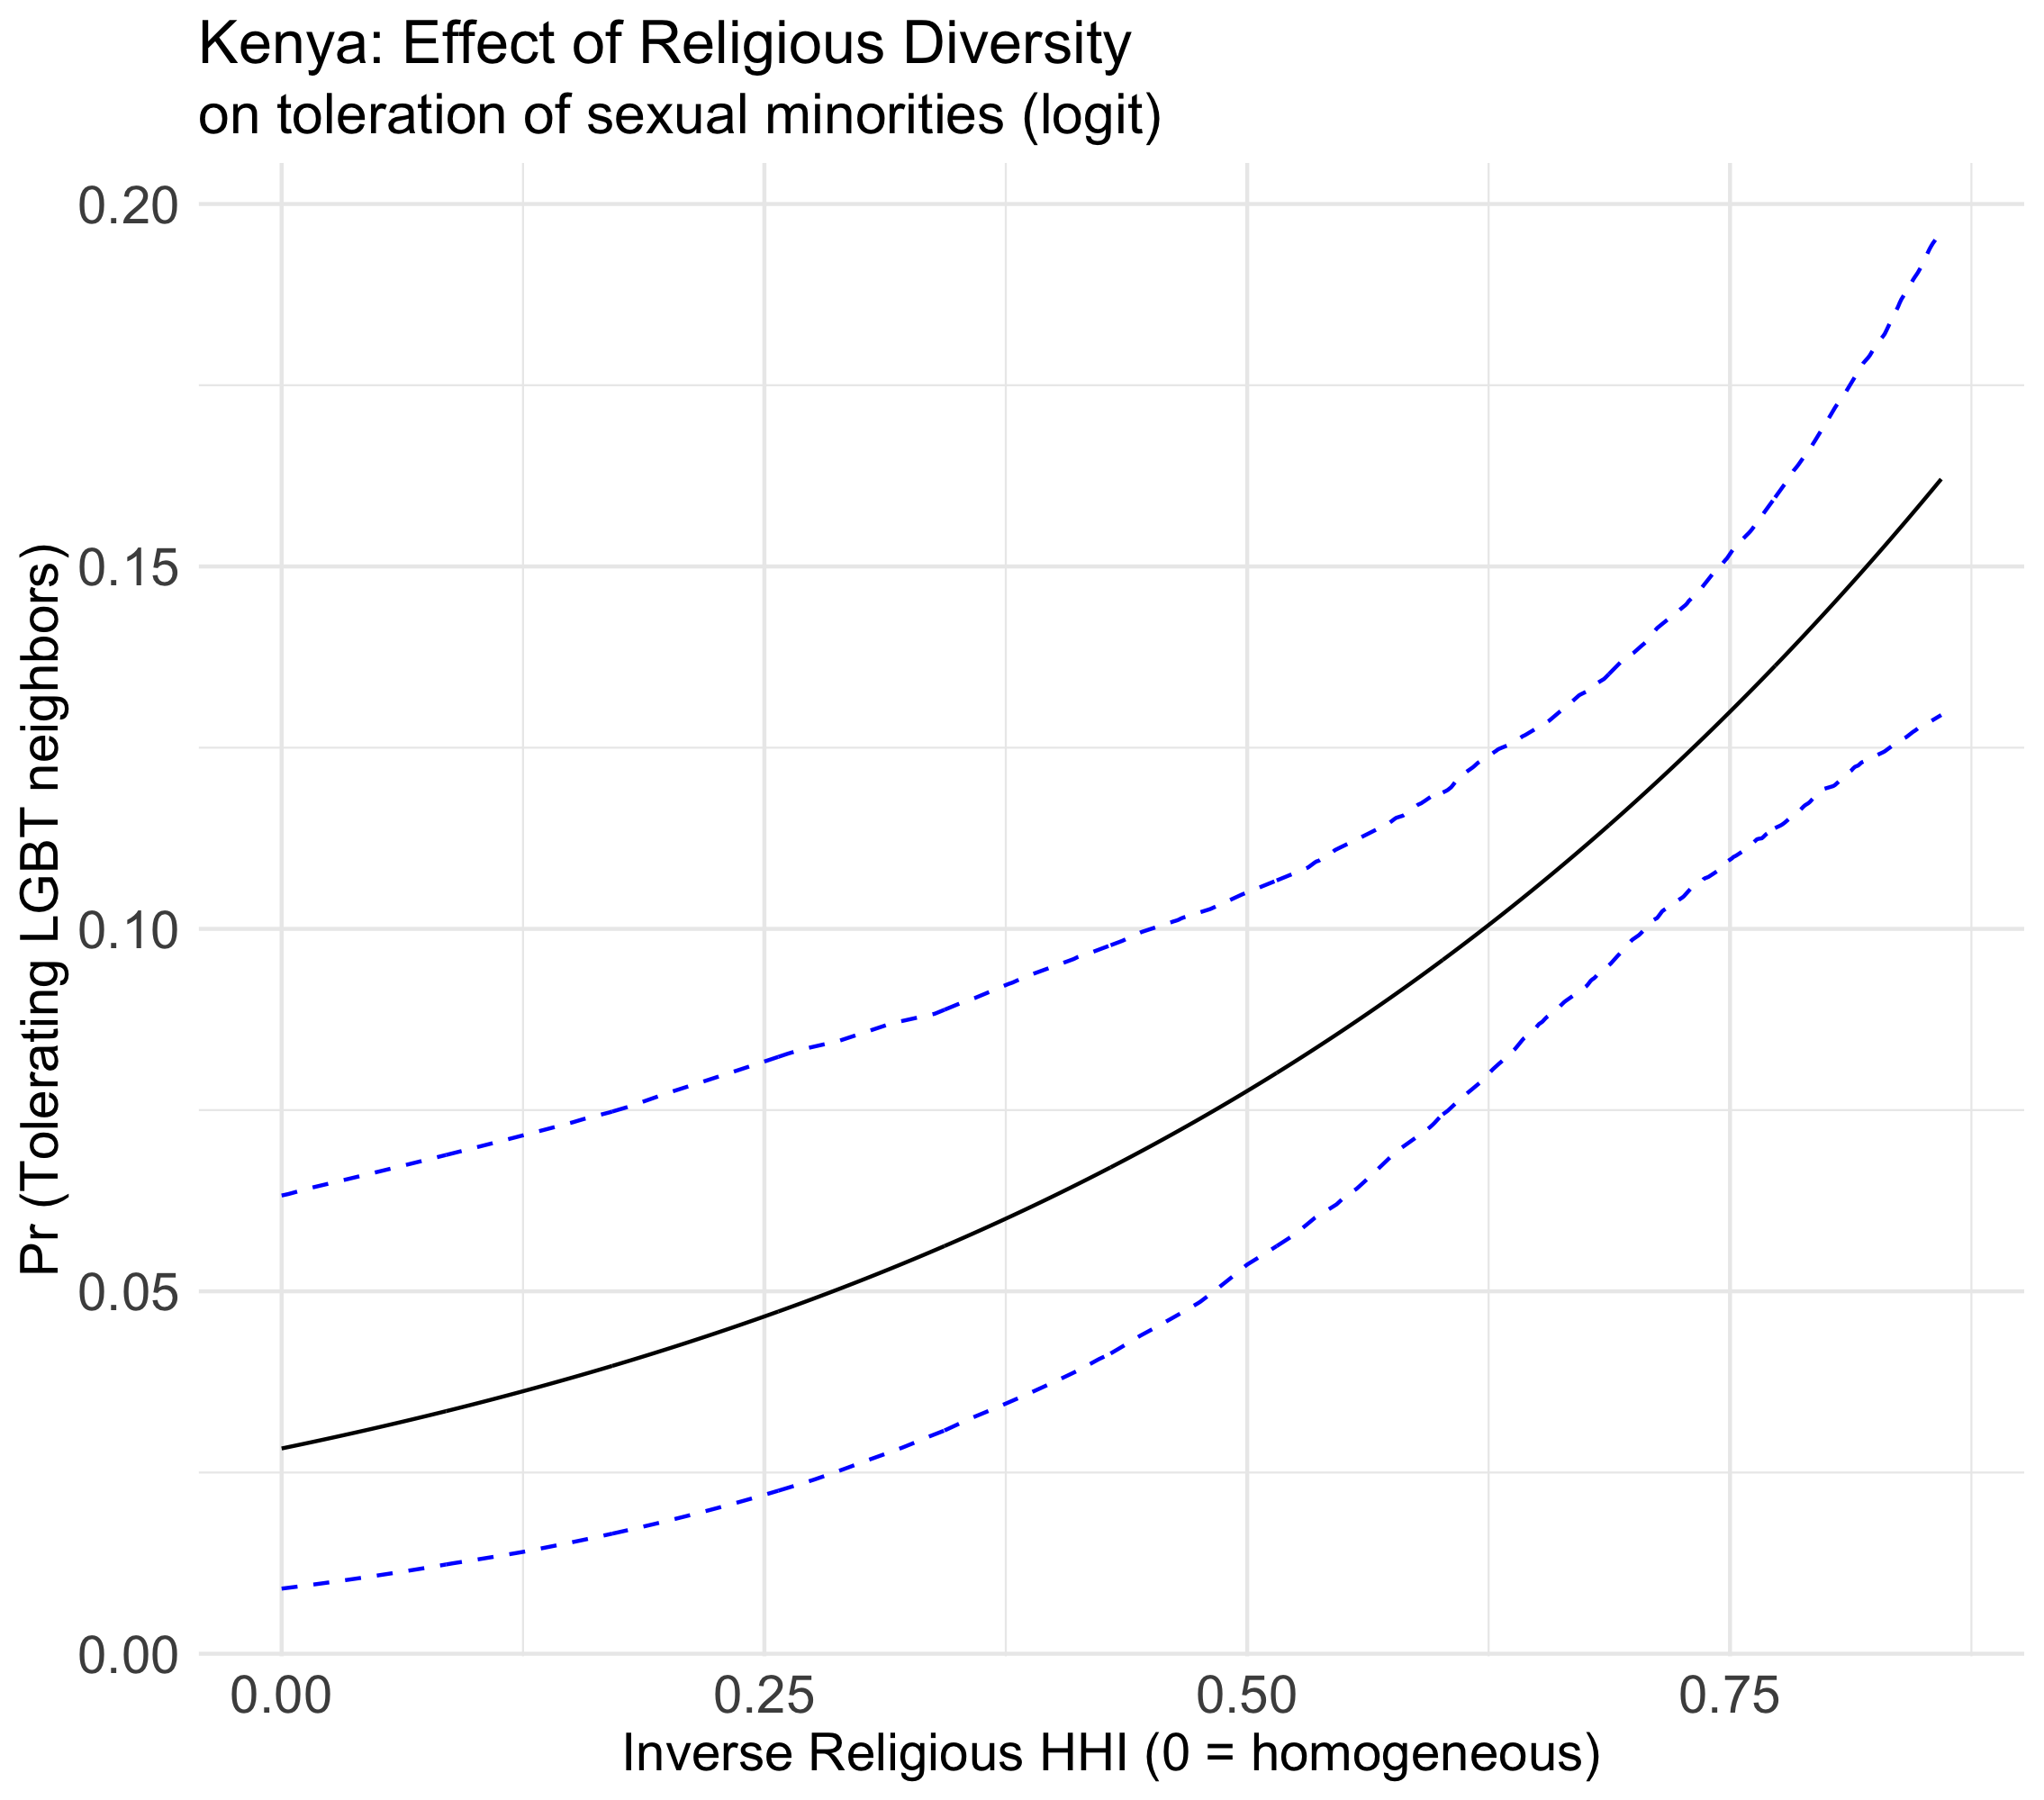 Kenya: Effect of Religious Diversity
on toleration of sexual minorities (logit)
Pr (Tolerating LGBT neighbors)
0.20
0.15
0.10
0.05
0.00
0.00 0.25 0.50 0.75
Inverse Religious HHI (0 = homogeneous)